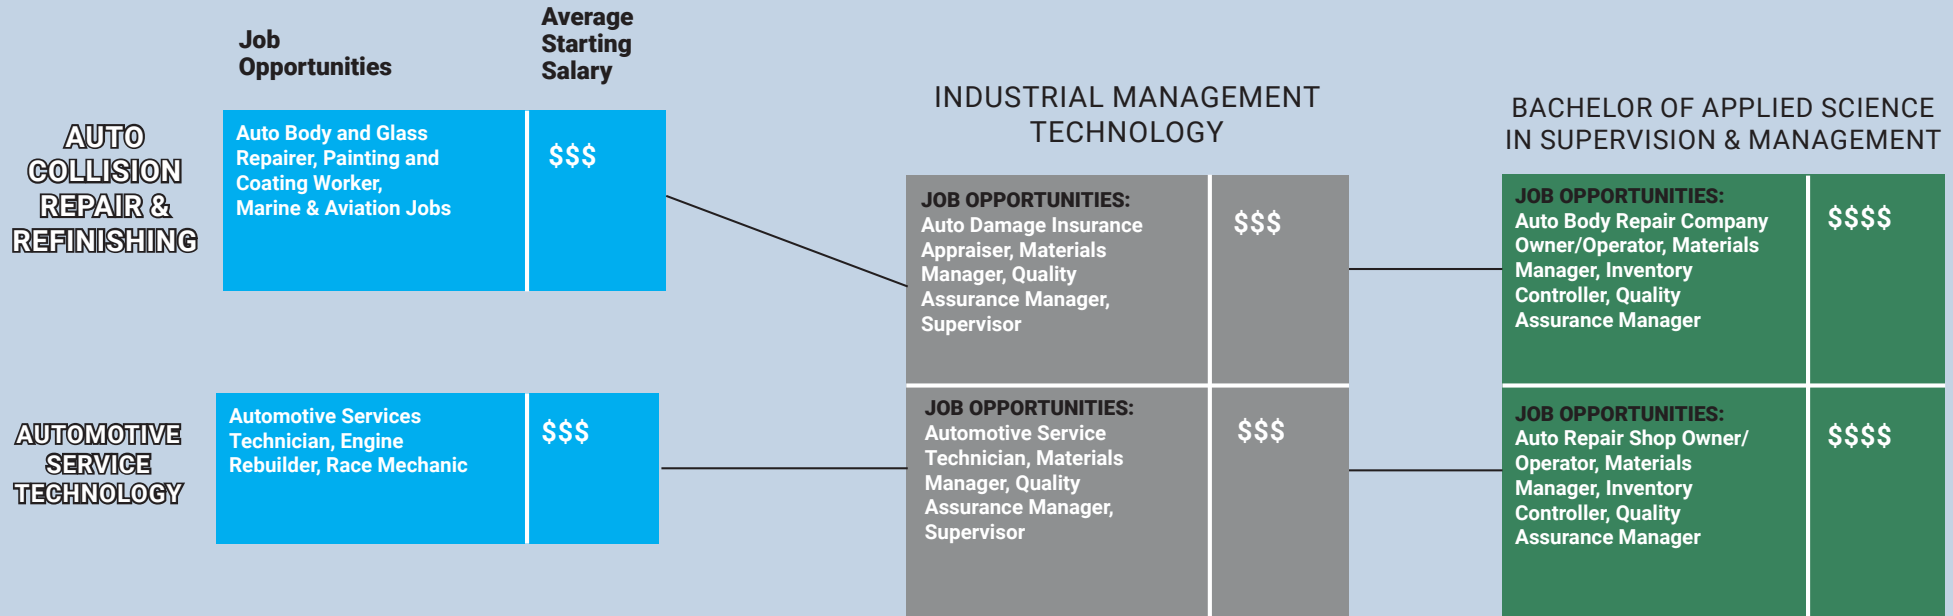 Job
Opportunities
Average
Starting
Salary
INDUSTRIAL MANAGEMENT
TECHNOLOGY
BACHELOR OF APPLIED SCIENCE
IN SUPERVISION & MANAGEMENT
AUTO
COLLISION
REPAIR &
REFINISHING
Auto Body and Glass
Repairer, Painting and
Coating Worker,
Marine & Aviation Jobs
$$$
JOB OPPORTUNITIES:
Auto Damage Insurance
Appraiser, Materials
Manager, Quality
Assurance Manager,
Supervisor
$$$
JOB OPPORTUNITIES:
Auto Body Repair Company
Owner/Operator, Materials
Manager, Inventory
Controller, Quality
Assurance Manager
$$$$
AUTOMOTIVE
SERVICE
TECHNOLOGY
Automotive Services
Technician, Engine
Rebuilder, Race Mechanic
$$$
JOB OPPORTUNITIES:
Automotive Service
Technician, Materials
Manager, Quality
Assurance Manager,
Supervisor
$$$
JOB OPPORTUNITIES:
Auto Repair Shop Owner/
Operator, Materials
Manager, Inventory
Controller, Quality
Assurance Manager
$$$$